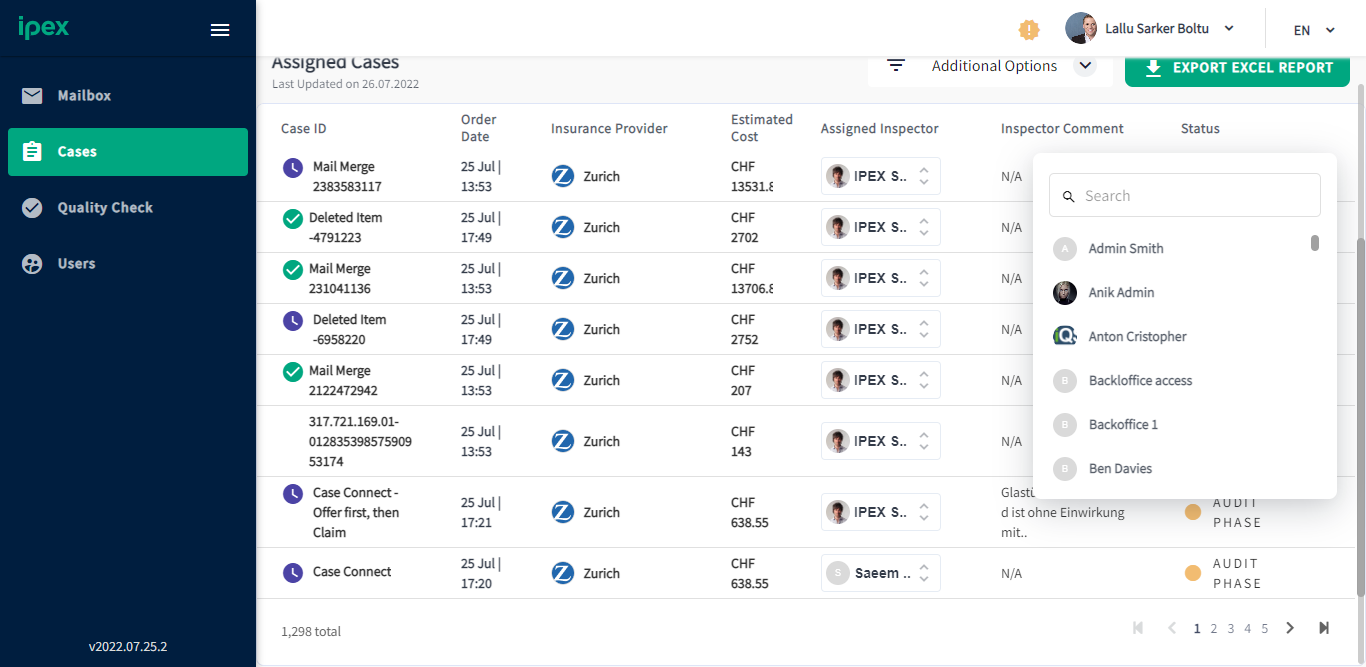 ipex
Lallu Sarker Boltu
EN
Mailbox
Cases
Quality Check
Users
v2022.07.25.2
Assigned Cases
Last Updated on 26.07.2022
Additional Options
EXPORT EXCEL REPORT
Case ID
Order
Date
Insurance Provider
Estimated
Cost
Assigned Inspector
Inspector Comment
Status
Mail Merge
2383583117
25 Jul |
13:53
Zurich
CHF
13531.8
IPEX S..
N/A
Deleted Item
-4791223
25 Jul |
17:49
Zurich
CHF
2702
IPEX S..
N/A
Mail Merge
231041136
25 Jul |
13:53
Zurich
CHF
13706.8
IPEX S..
N/A
Deleted Item
-6958220
25 Jul |
17:49
Zurich
CHF
2752
IPEX S..
N/A
Mail Merge
2122472942
25 Jul |
13:53
Zurich
CHF
207
IPEX S..
N/A
317.721.169.01-
012835398575909
53174
25 Jul |
13:53
Zurich
CHF
143
IPEX S..
N/A
Case Connect -
Offer first, then
Claim
25 Jul |
17:21
Zurich
CHF
638.55
IPEX S..
d ist ohne Einwirkung
mit..
AUDIT
PHASE
Case Connect
25 Jul |
17:20
Zurich
CHF
638.55
S
Saeem ..
N/A
AUDIT
PHASE
Search
A
Admin Smith
Anik Admin
Anton Cristopher
B
Backloffice access
B
Backoffice 1
B
Ben Davies
1,298 total
1 2 3 4 5